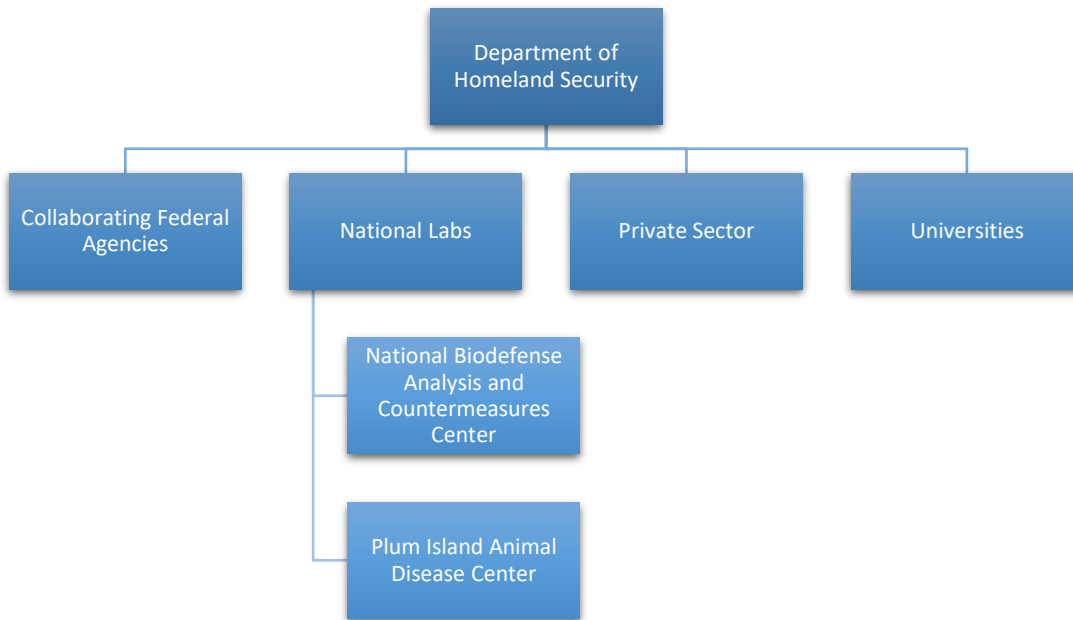 Department of
Homeland Security
Collaborating Federal
Agencies
National Labs
Private Sector
Universities
National Biodefense
Analysis and
Countermeasures
Center
Plum Island Animal
Disease Center